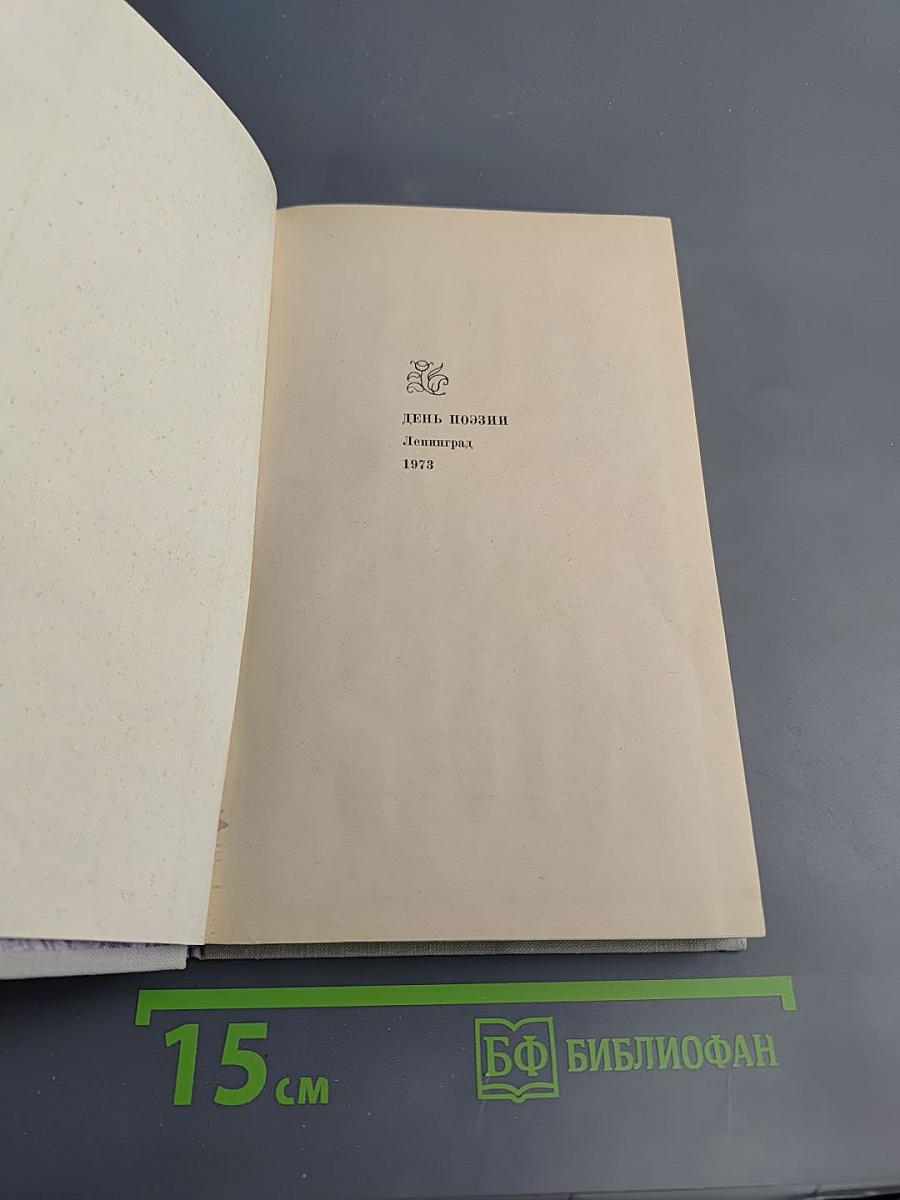 ДЕНЬ ПОЭЗИИ
Ленинград
1973
15 см
БФ БИБЛИОФАН